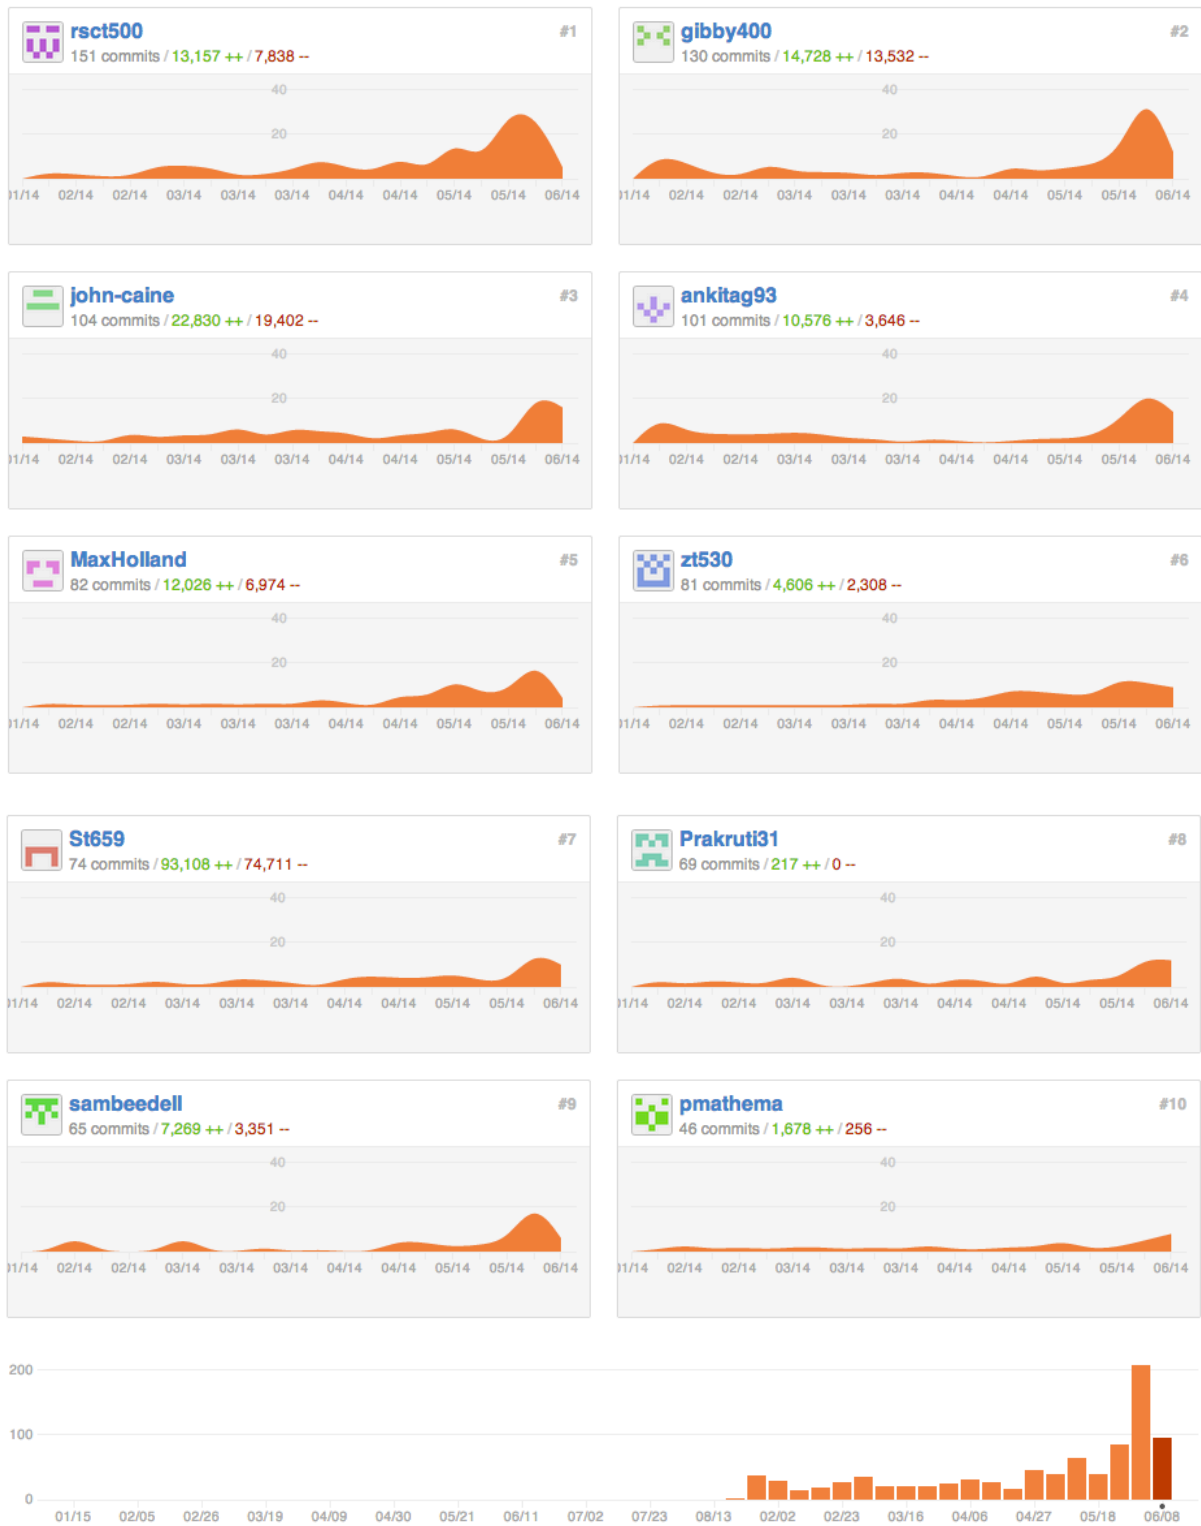 rsct500 #1
151 commits / 13,157 ++ / 7,838 --
40
20
01/14 02/14 02/14 03/14 03/14 03/14 04/14 04/14 05/14 05/14 06/14
gibby400 #2
130 commits / 14,728 ++ / 13,532 --
40
20
01/14 02/14 02/14 03/14 03/14 03/14 04/14 04/14 05/14 05/14 06/14
john-caine #3
104 commits / 22,830 ++ / 19,402 --
40
20
01/14 02/14 02/14 03/14 03/14 03/14 04/14 04/14 05/14 05/14 06/14
ankitag93 #4
101 commits / 10,576 ++ / 3,646 --
40
20
01/14 02/14 02/14 03/14 03/14 03/14 04/14 04/14 05/14 05/14 06/14
MaxHolland #5
82 commits / 12,026 ++ / 6,974 --
40
20
01/14 02/14 02/14 03/14 03/14 03/14 04/14 04/14 05/14 05/14 06/14
zt530 #6
81 commits / 4,606 ++ / 2,308 --
40
20
01/14 02/14 02/14 03/14 03/14 03/14 04/14 04/14 05/14 05/14 06/14
St659 #7
74 commits / 93,108 ++ / 74,711 --
40
20
01/14 02/14 02/14 03/14 03/14 03/14 04/14 04/14 05/14 05/14 06/14
Prakruti31 #8
69 commits / 217 ++ / 0 --
40
20
01/14 02/14 02/14 03/14 03/14 03/14 04/14 04/14 05/14 05/14 06/14
sambeedell #9
65 commits / 7,269 ++ / 3,351 --
40
20
01/14 02/14 02/14 03/14 03/14 03/14 04/14 04/14 05/14 05/14 06/14
pmathema #10
46 commits / 1,678 ++ / 256 --
40
20
01/14 02/14 02/14 03/14 03/14 03/14 04/14 04/14 05/14 05/14 06/14
200
100
0
01/15 02/05 02/26 03/19 04/09 04/30 05/21 06/11 07/02 07/23 08/13 02/02 02/23 03/16 04/06 04/27 05/18 06/08